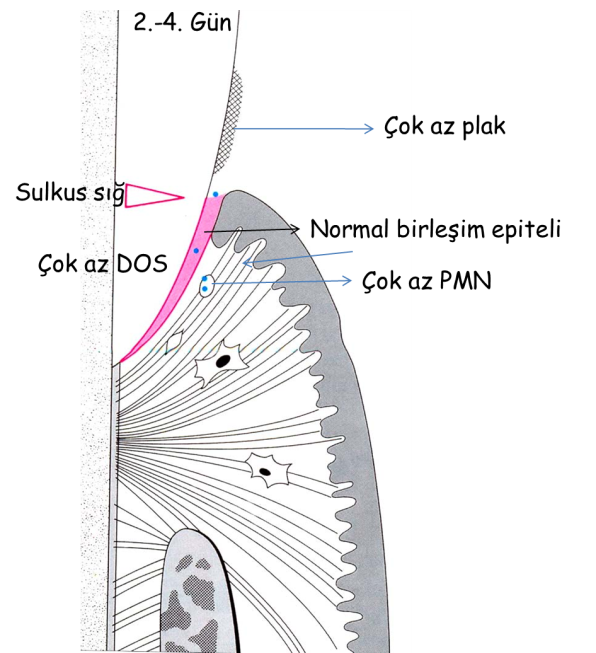 2.-4. Gün
Çok az plak
Sulkus sığ
Normal birleşim epiteli
Çok az DOS
Çok az PMN